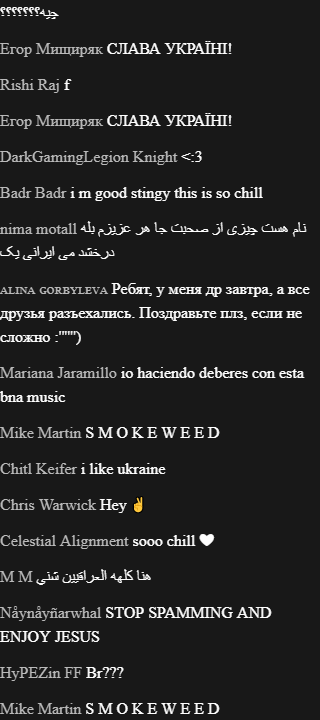 چیه؟؟؟؟؟؟؟
Егор Мищиряк СЛАВА УКРАЇНІ!
Rishi Raj f
Егор Мищиряк СЛАВА УКРАЇНІ!
DarkGamingLegion Knight <:3
Badr Badr i m good stingy this is so chill
nima motall نام هست چیزی از صحبت جا هر عزیزم بله
درخشد می ایرانی یک
ALINA GORBYLEVA Ребят, у меня др завтра, а все
друзья разъехались. Поздравьте плз, если не
сложно :""")
Mariana Jaramillo io haciendo deberes con esta
bna music
Mike Martin S M O K E W E E D
Chitl Keifer i like ukraine
Chris Warwick Hey ✌
Celestial Alignment sooo chill 🤍
M M هنا كلهه العراقيين شني
Nåynåyñarwhal STOP SPAMMING AND
ENJOY JESUS
HyPEZin FF Br???
Mike Martin S M O K E W E E D